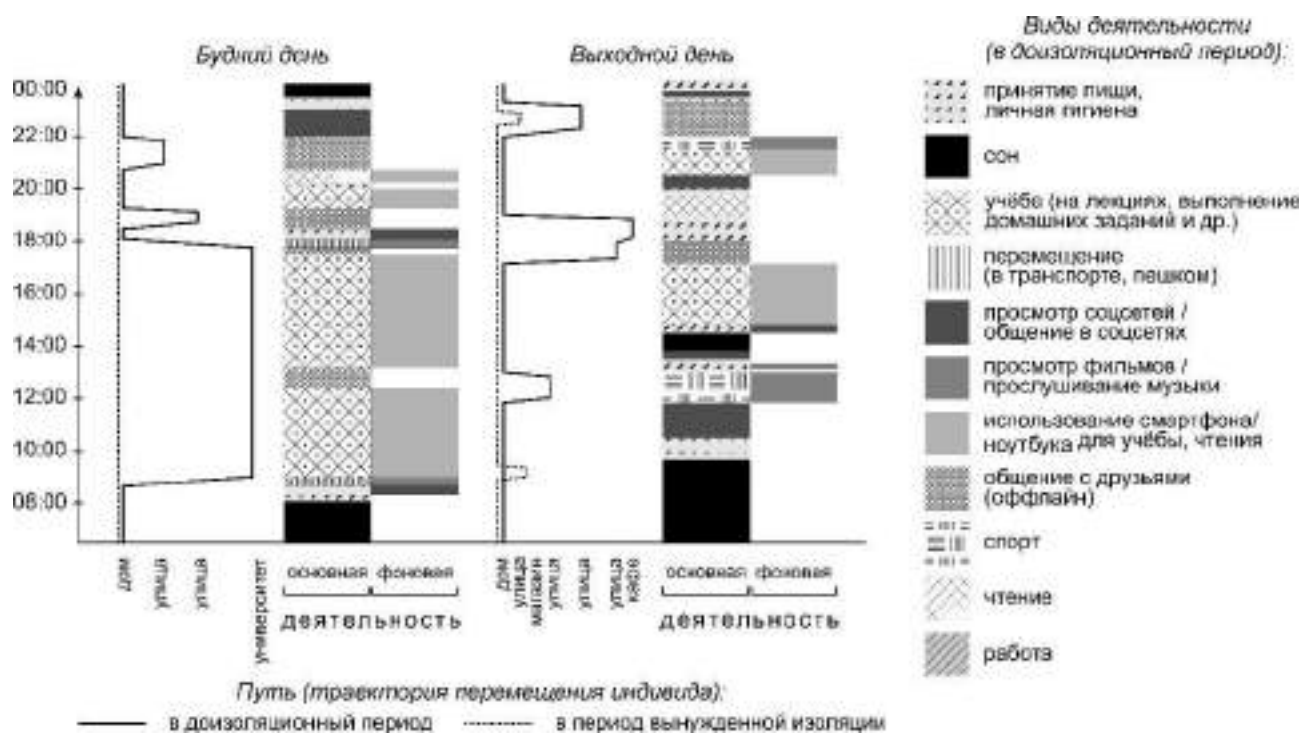 Будний день
Выходной день
Виды деятельности
(в доизоляционный период):
00:00
22:00
20:00
18:00
16:00
14:00
12:00
10:00
08:00
принятие пищи,
личная гигиена
сон
учёба (на лекциях, выполнение
домашних заданий и др.)
перемещение
(в транспорте, пешком)
просмотр соцсетей /
общение в соцсетях
просмотр фильмов /
прослушивание музыки
использование смартфона/
ноутбука для учёбы, чтения
общение с друзьями
(оффлайн)
спорт
чтение
работа
дом
улица
улица
университет
основная фоновая
деятельность
дом
улица
магазин
улица
улица
улица
кафе
основная фоновая
деятельность
Путь (траектория перемещения индивида):
в доизоляционный период
в период вынужденной изоляции